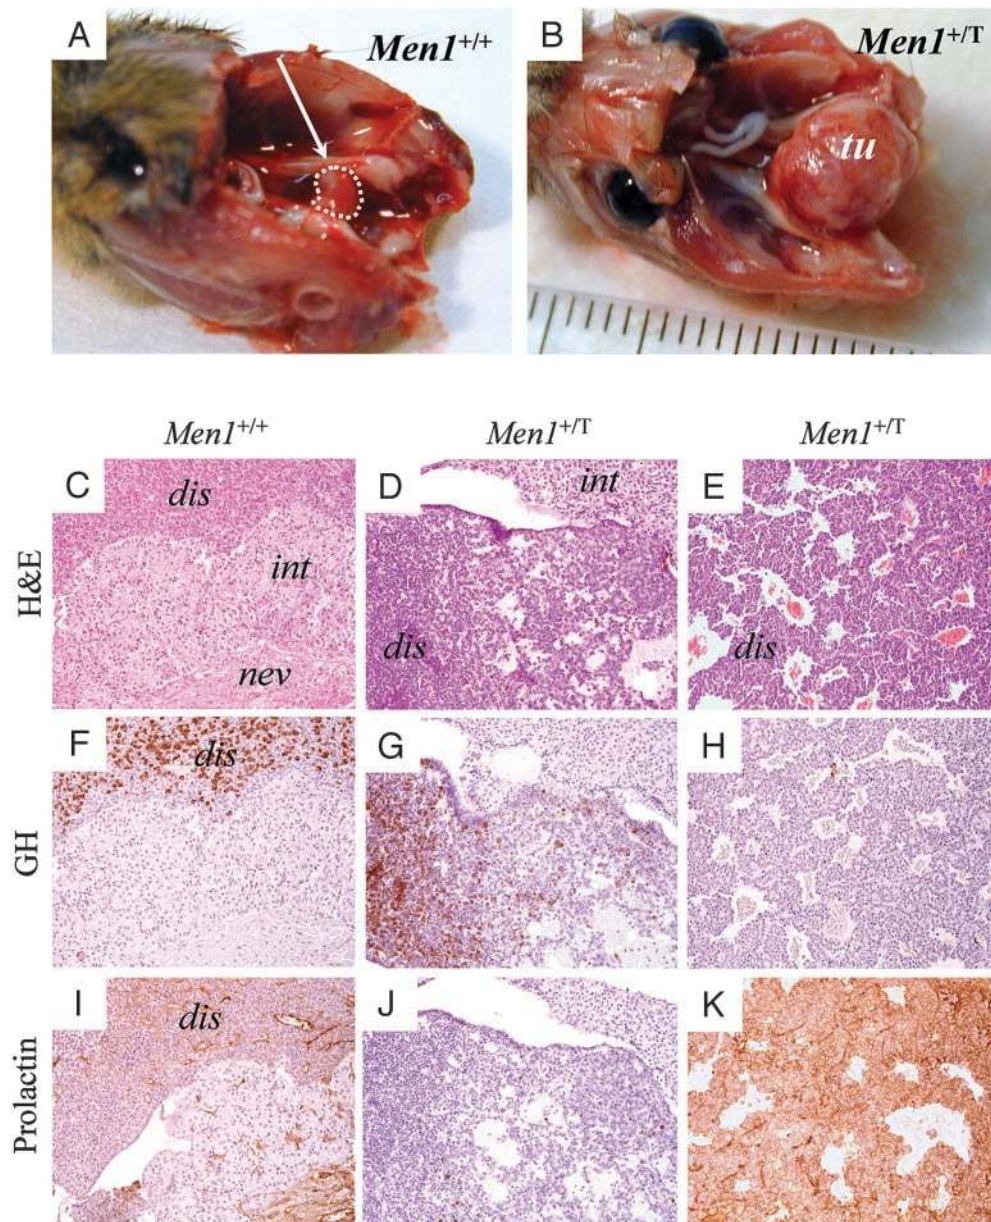 A
Men1+/+
B
Men1+/T
tu
Men1+/+
Men1+/T
Men1+/T
H&E
C
dis
int
nev
D
int
dis
E
dis
GH
F
dis
G
H
Prolactin
I
dis
J
K